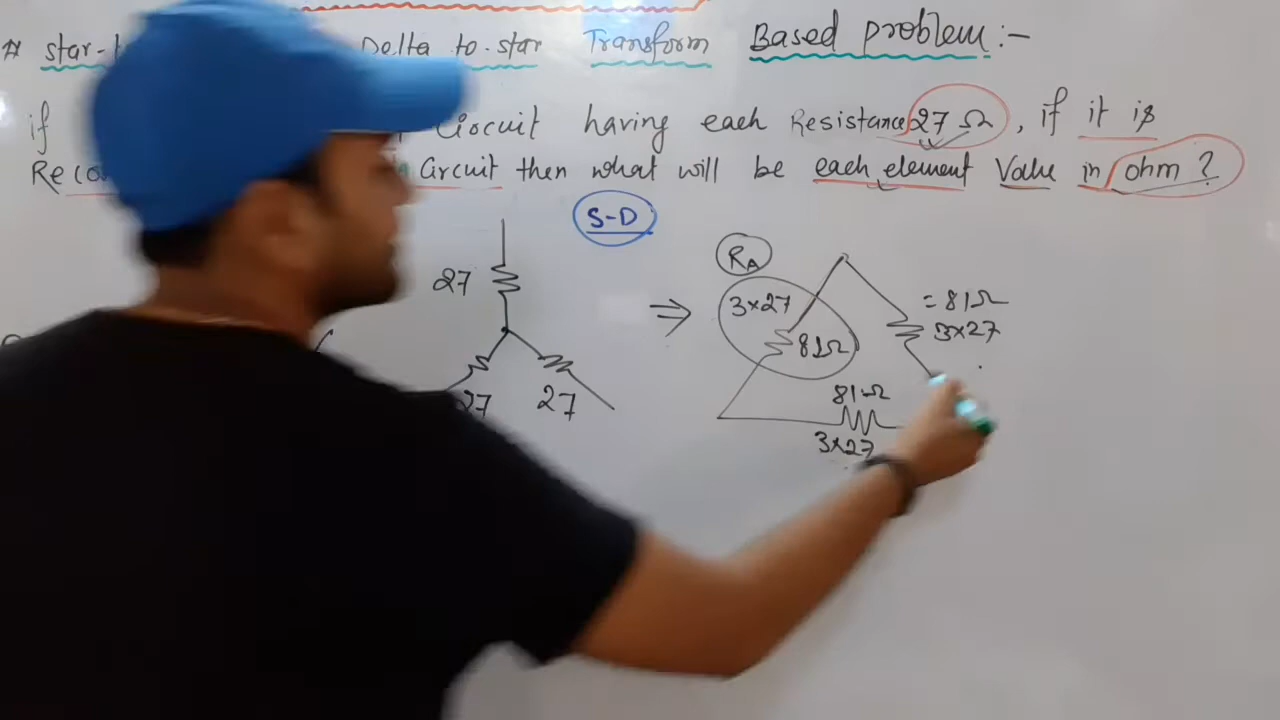 # star- Delta to-star Transform Based problem:-
if Circuit having each Resistance 27 Ω, if it is
Reco Circuit then what will be each element Value in ohm ?
S-D
27
27
27
⇒
RA
3×27
81Ω
= 81Ω
3×27
81Ω
3×27